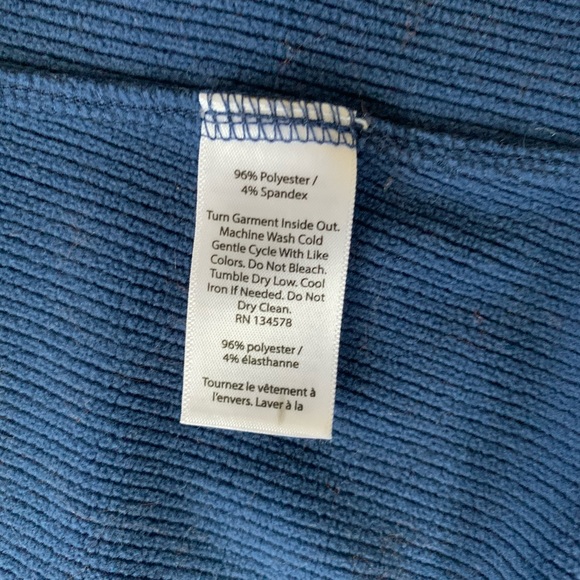 96% Polyester /
4% Spandex
Turn Garment Inside Out.
Machine Wash Cold
Gentle Cycle With Like
Colors. Do Not Bleach.
Tumble Dry Low. Cool
Iron If Needed. Do Not
Dry Clean.
RN 134578
96% polyester /
4% élasthanne
Tournez le vêtement à
l'envers. Laver à la